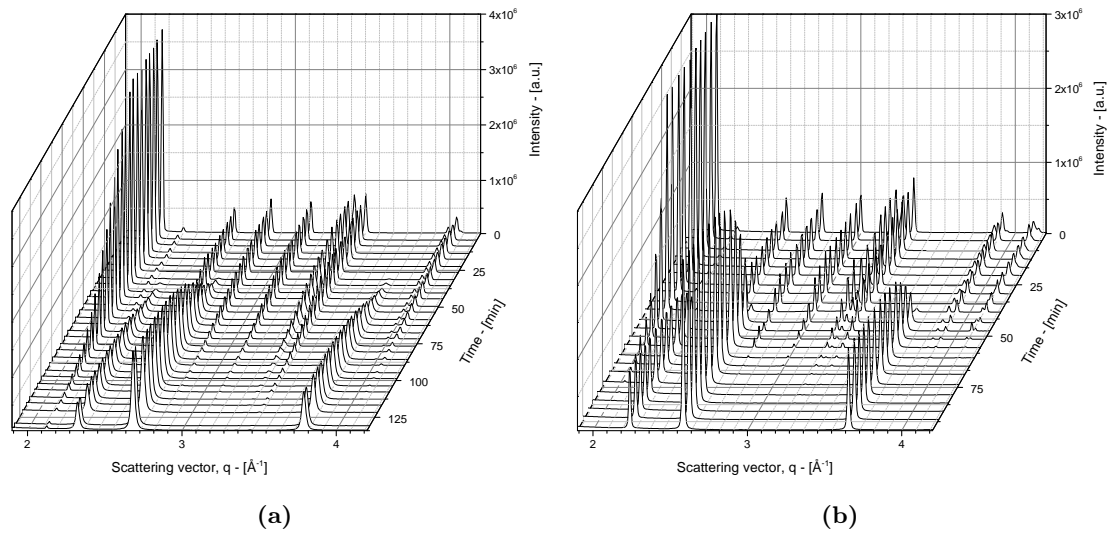 4x10⁶
3x10⁶
2x10⁶
1x10⁶
0
Intensity - [a.u.]
25
50
75
100
125
Time - [min]
2
3
4
Scattering vector, q - [Å⁻¹]
(a)
3x10⁶
2x10⁶
1x10⁶
0
Intensity - [a.u.]
25
50
75
Time - [min]
2
3
4
Scattering vector, q - [Å⁻¹]
(b)